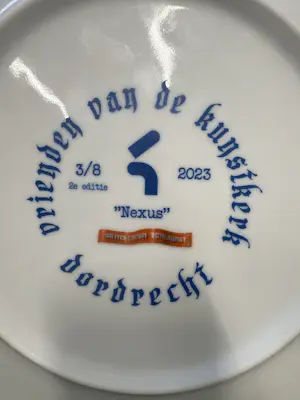 vrienden van de kunstkerk
3/8
2023
2e editie
"Nexus"
dordrecht